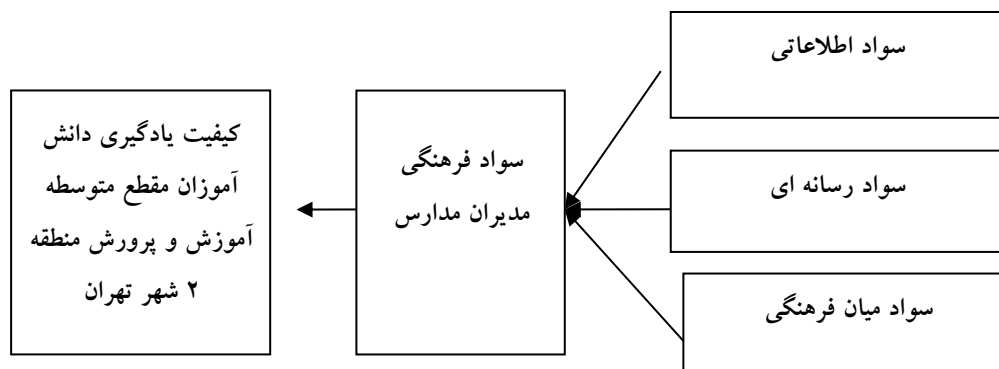 سواد اطلاعاتی
سواد رسانه ای
سواد میان فرهنگی
سواد فرهنگی
مدیران مدارس
کیفیت یادگیری دانش
آموزان مقطع متوسطه
آموزش و پرورش منطقه
۲ شهر تهران